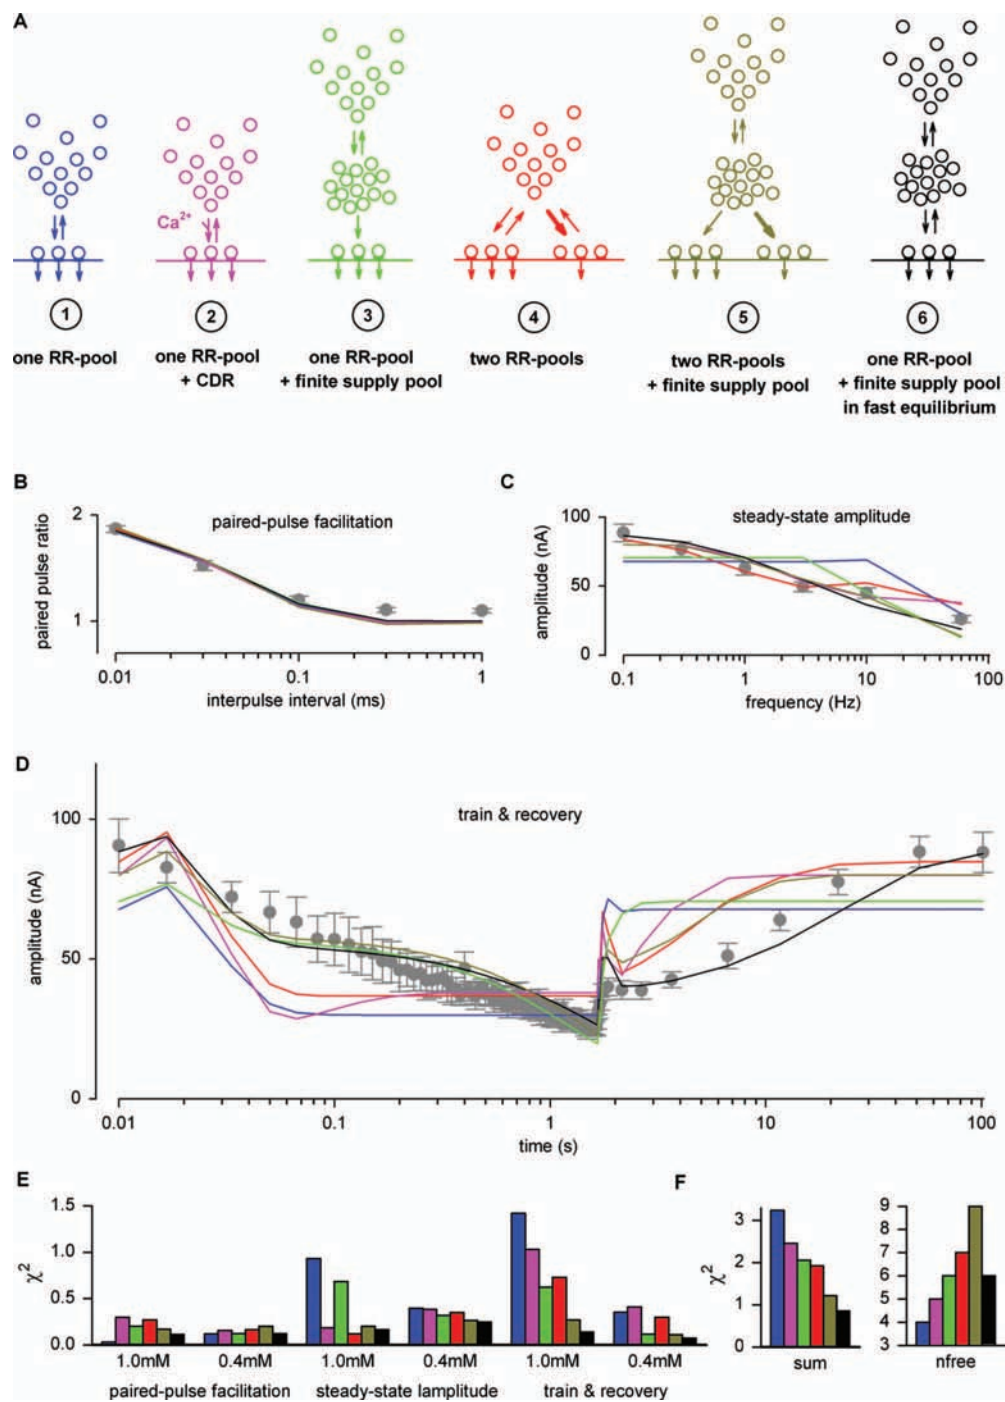 A
Ca²⁺
1 2 3 4 5 6
one RR-pool
one RR-pool
+ CDR
one RR-pool
+ finite supply pool
two RR-pools
two RR-pools
+ finite supply pool
one RR-pool
+ finite supply pool
in fast equilibrium
B
paired-pulse facilitation
paired pulse ratio
2
1
0.01 0.1 1
interpulse interval (ms)
C
steady-state amplitude
amplitude (nA)
100
50
0
0.1 1 10 100
frequency (Hz)
D
train & recovery
amplitude (nA)
100
50
0
0.01 0.1 1 10 100
time (s)
E
χ²
1.5
1.0
0.5
0.0
1.0mM 0.4mM 1.0mM 0.4mM 1.0mM 0.4mM
paired-pulse facilitation steady-state lamplitude train & recovery
F
χ²
3
2
1
0
sum
9
8
7
6
5
4
3
nfree